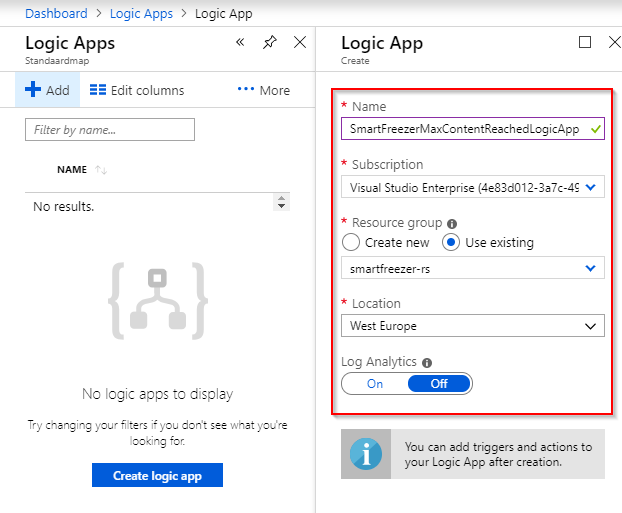 Dashboard > Logic Apps > Logic App
Logic Apps
Standaardmap
Add
Edit columns
More
Filter by name...
NAME
No results.
No logic apps to display
Try changing your filters if you don't see what you're
looking for.
Create logic app
Logic App
Create
* Name
SmartFreezerMaxContentReachedLogicApp
* Subscription
Visual Studio Enterprise (4e83d012-3a7c-49
* Resource group
Create new Use existing
smartfreezer-rs
* Location
West Europe
Log Analytics
On Off
You can add triggers and actions to
your Logic App after creation.